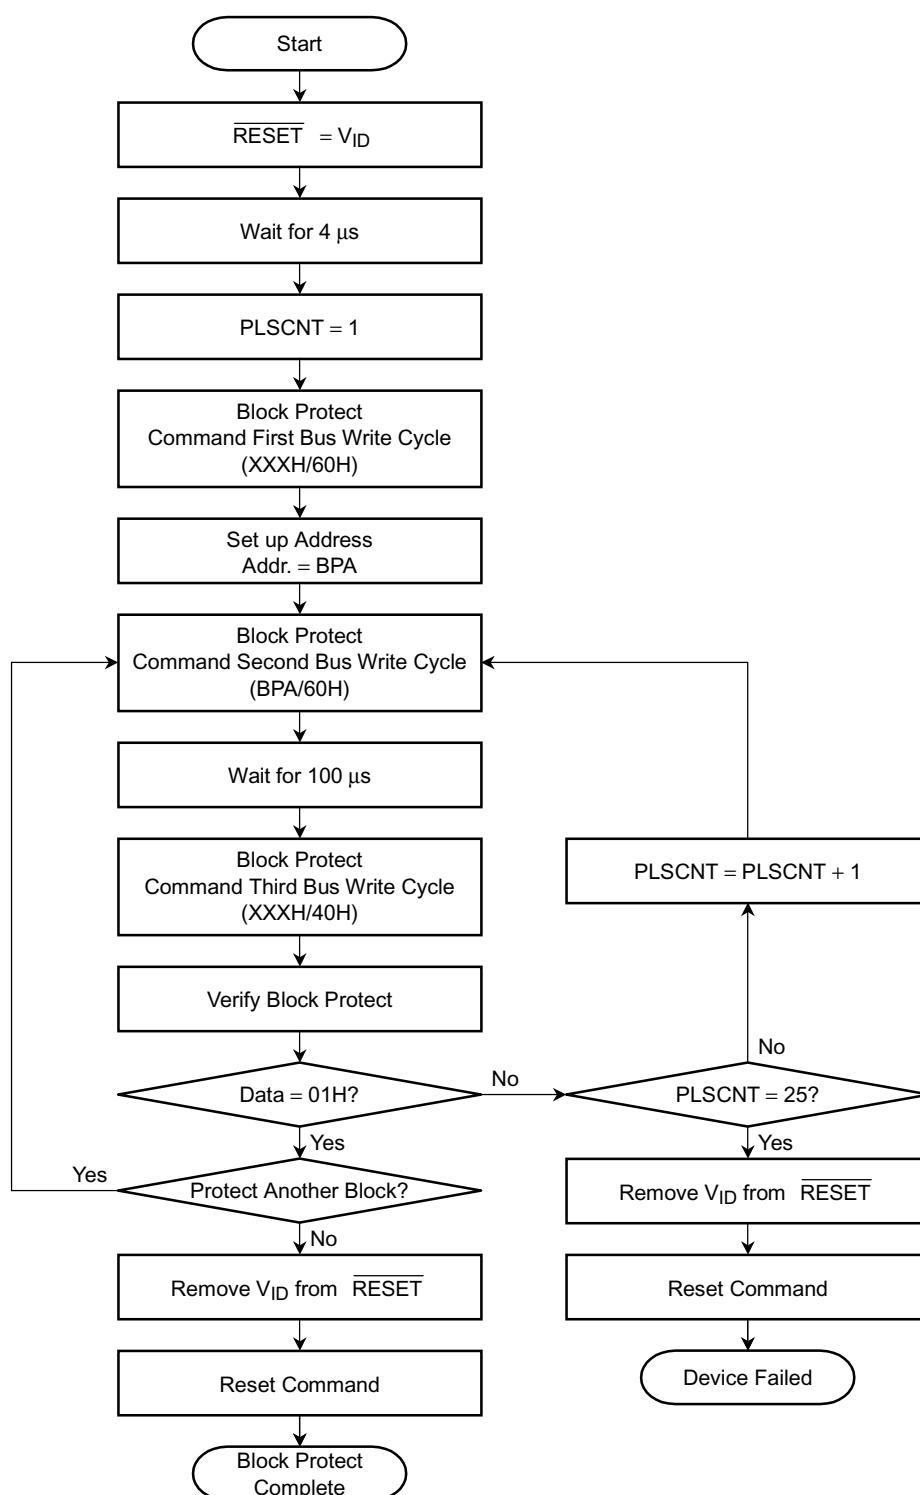 Start
RESET = VID
Wait for 4 μs
PLSCNT = 1
Block Protect
Command First Bus Write Cycle
(XXXH/60H)
Set up Address
Addr. = BPA
Block Protect
Command Second Bus Write Cycle
(BPA/60H)
Wait for 100 μs
Block Protect
Command Third Bus Write Cycle
(XXXH/40H)
Verify Block Protect
Data = 01H?
No
Yes
Protect Another Block?
Yes
No
Remove VID from RESET
Reset Command
Block Protect
Complete
PLSCNT = PLSCNT + 1
No
PLSCNT = 25?
Yes
Remove VID from RESET
Reset Command
Device Failed